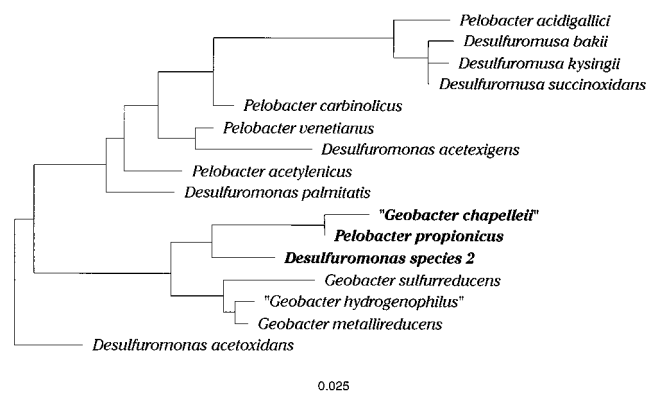 Pelobacter acidigallici
Desulfuromusa bakii
Desulfuromusa kysingii
Desulfuromusa succinoxidans
Pelobacter carbinolicus
Pelobacter venetianus
Desulfuromonas acetexigens
Pelobacter acetylenicus
Desulfuromonas palmitatis
"Geobacter chapelleii"
Pelobacter propionicus
Desulfuromonas species 2
Geobacter sulfurreducens
"Geobacter hydrogenophilus"
Geobacter metallireducens
Desulfuromonas acetoxidans
0.025